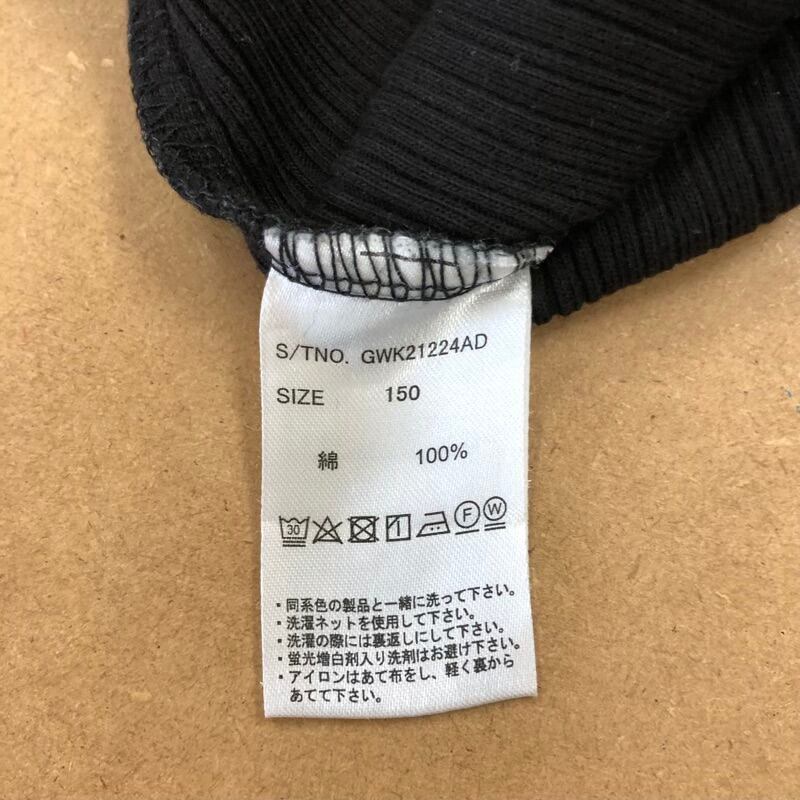 S/TNO. GWK21224AD
SIZE 150
綿 100%
30 F W
・同系色の製品と一緒に洗って下さい。
・洗濯ネットを使用して下さい。
・洗濯の際には裏返しにして下さい。
・蛍光増白剤入り洗剤はお避け下さい。
・アイロンはあて布をし、軽く裏から
あてて下さい。